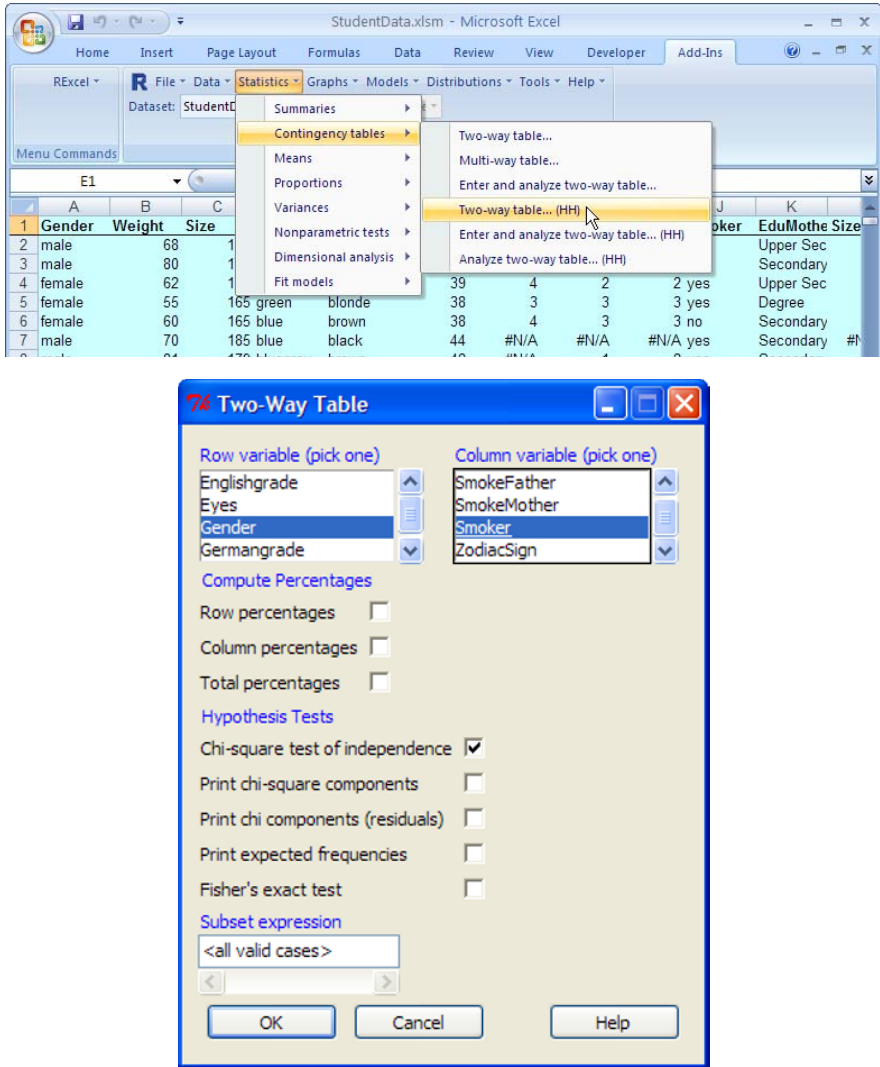 StudentData.xlsm - Microsoft Excel
Home Insert Page Layout Formulas Data Review View Developer Add-Ins
RExcel R File Data Statistics Graphs Models Distributions Tools Help
Dataset: StudentD
Summaries
Contingency tables
Means
Proportions
Variances
Nonparametric tests
Dimensional analysis
Fit models
Two-way table...
Multi-way table...
Enter and analyze two-way table...
Two-way table... (HH)
Enter and analyze two-way table... (HH)
Analyze two-way table... (HH)
Menu Commands
E1
A B C J K
1 Gender Weight Size oker EduMothe Size
2 male 68 1 Upper Sec
3 male 80 1 Secondary
4 female 62 1 39 4 2 2 yes Upper Sec
5 female 55 165 green blonde 38 3 3 3 yes Degree
6 female 60 165 blue brown 38 4 3 3 no Secondary
7 male 70 185 blue black 44 #N/A #N/A #N/A yes Secondary #N
Two-Way Table
Row variable (pick one) Column variable (pick one)
Englishgrade SmokeFather
Eyes SmokeMother
Gender Smoker
Germangrade ZodiacSign
Compute Percentages
Row percentages
Column percentages
Total percentages
Hypothesis Tests
Chi-square test of independence
Print chi-square components
Print chi components (residuals)
Print expected frequencies
Fisher's exact test
Subset expression
<all valid cases>
OK Cancel Help